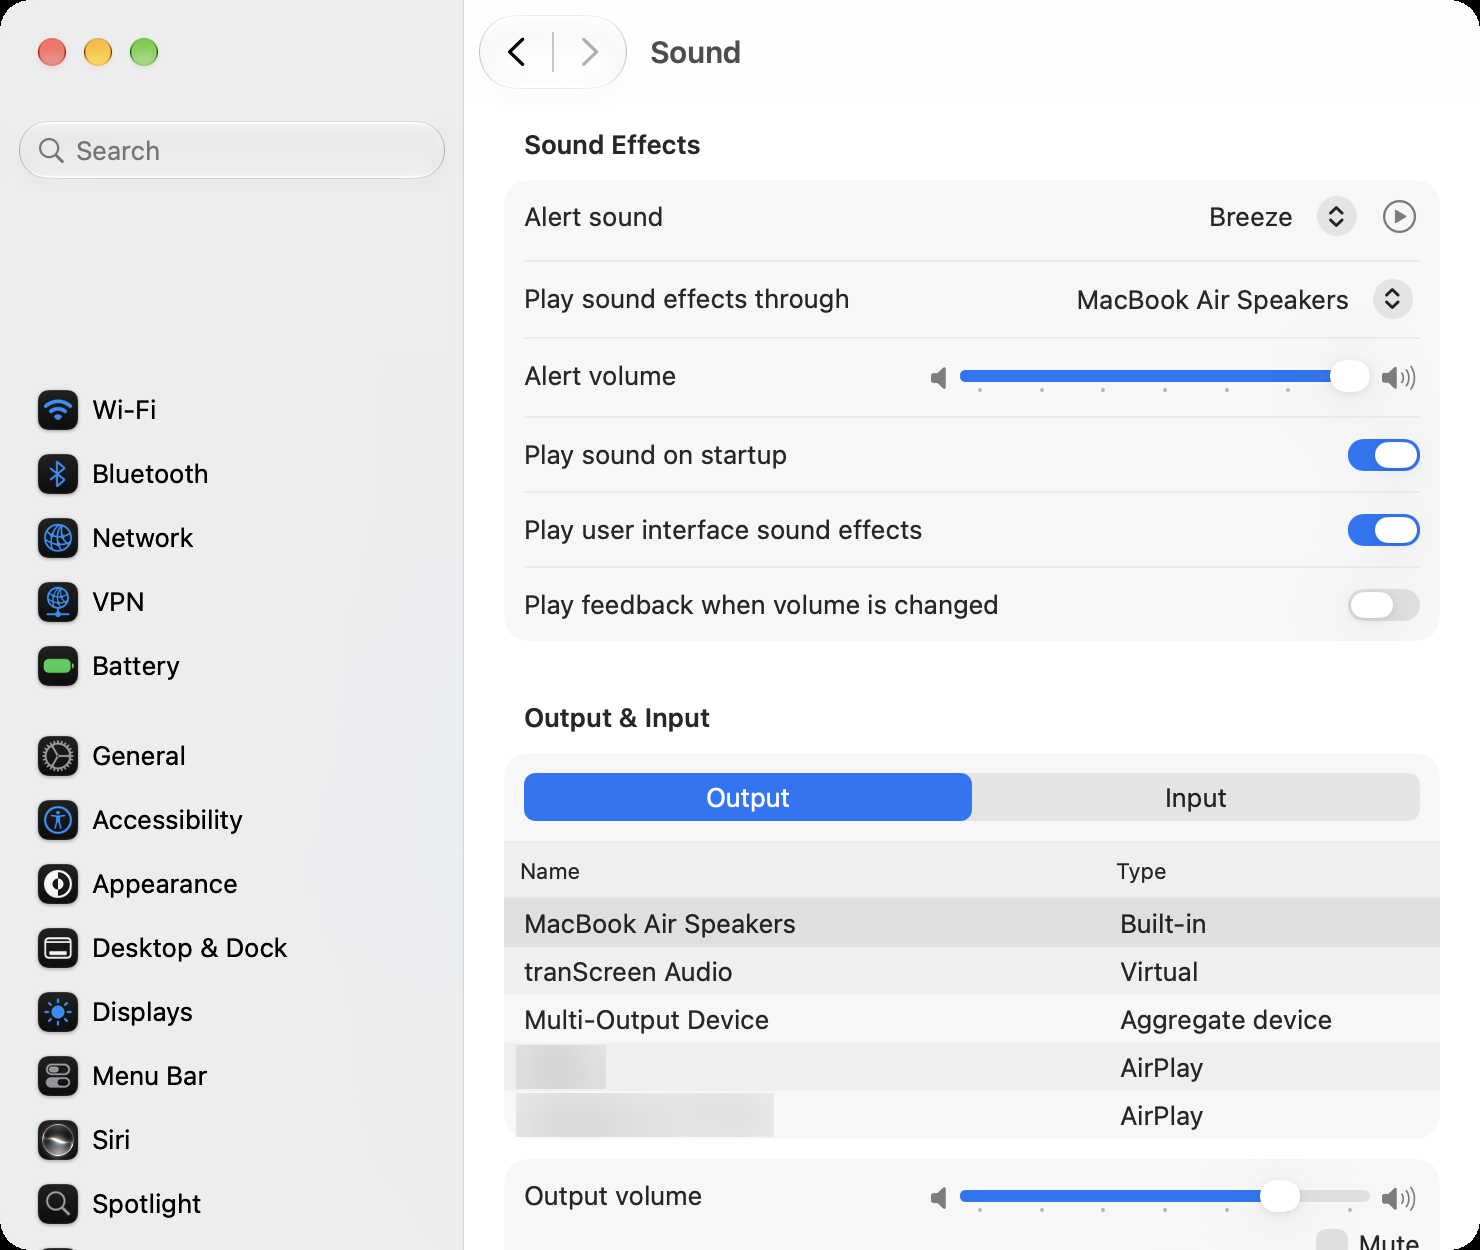 Sound
Search
Wi-Fi
Bluetooth
Network
VPN
Battery
General
Accessibility
Appearance
Desktop & Dock
Displays
Menu Bar
Siri
Spotlight
Sound Effects
Alert sound Breeze
Play sound effects through MacBook Air Speakers
Alert volume
Play sound on startup
Play user interface sound effects
Play feedback when volume is changed
Output & Input
Output Input
Name Type
MacBook Air Speakers Built-in
tranScreen Audio Virtual
Multi-Output Device Aggregate device
AirPlay
AirPlay
Output volume
Mute